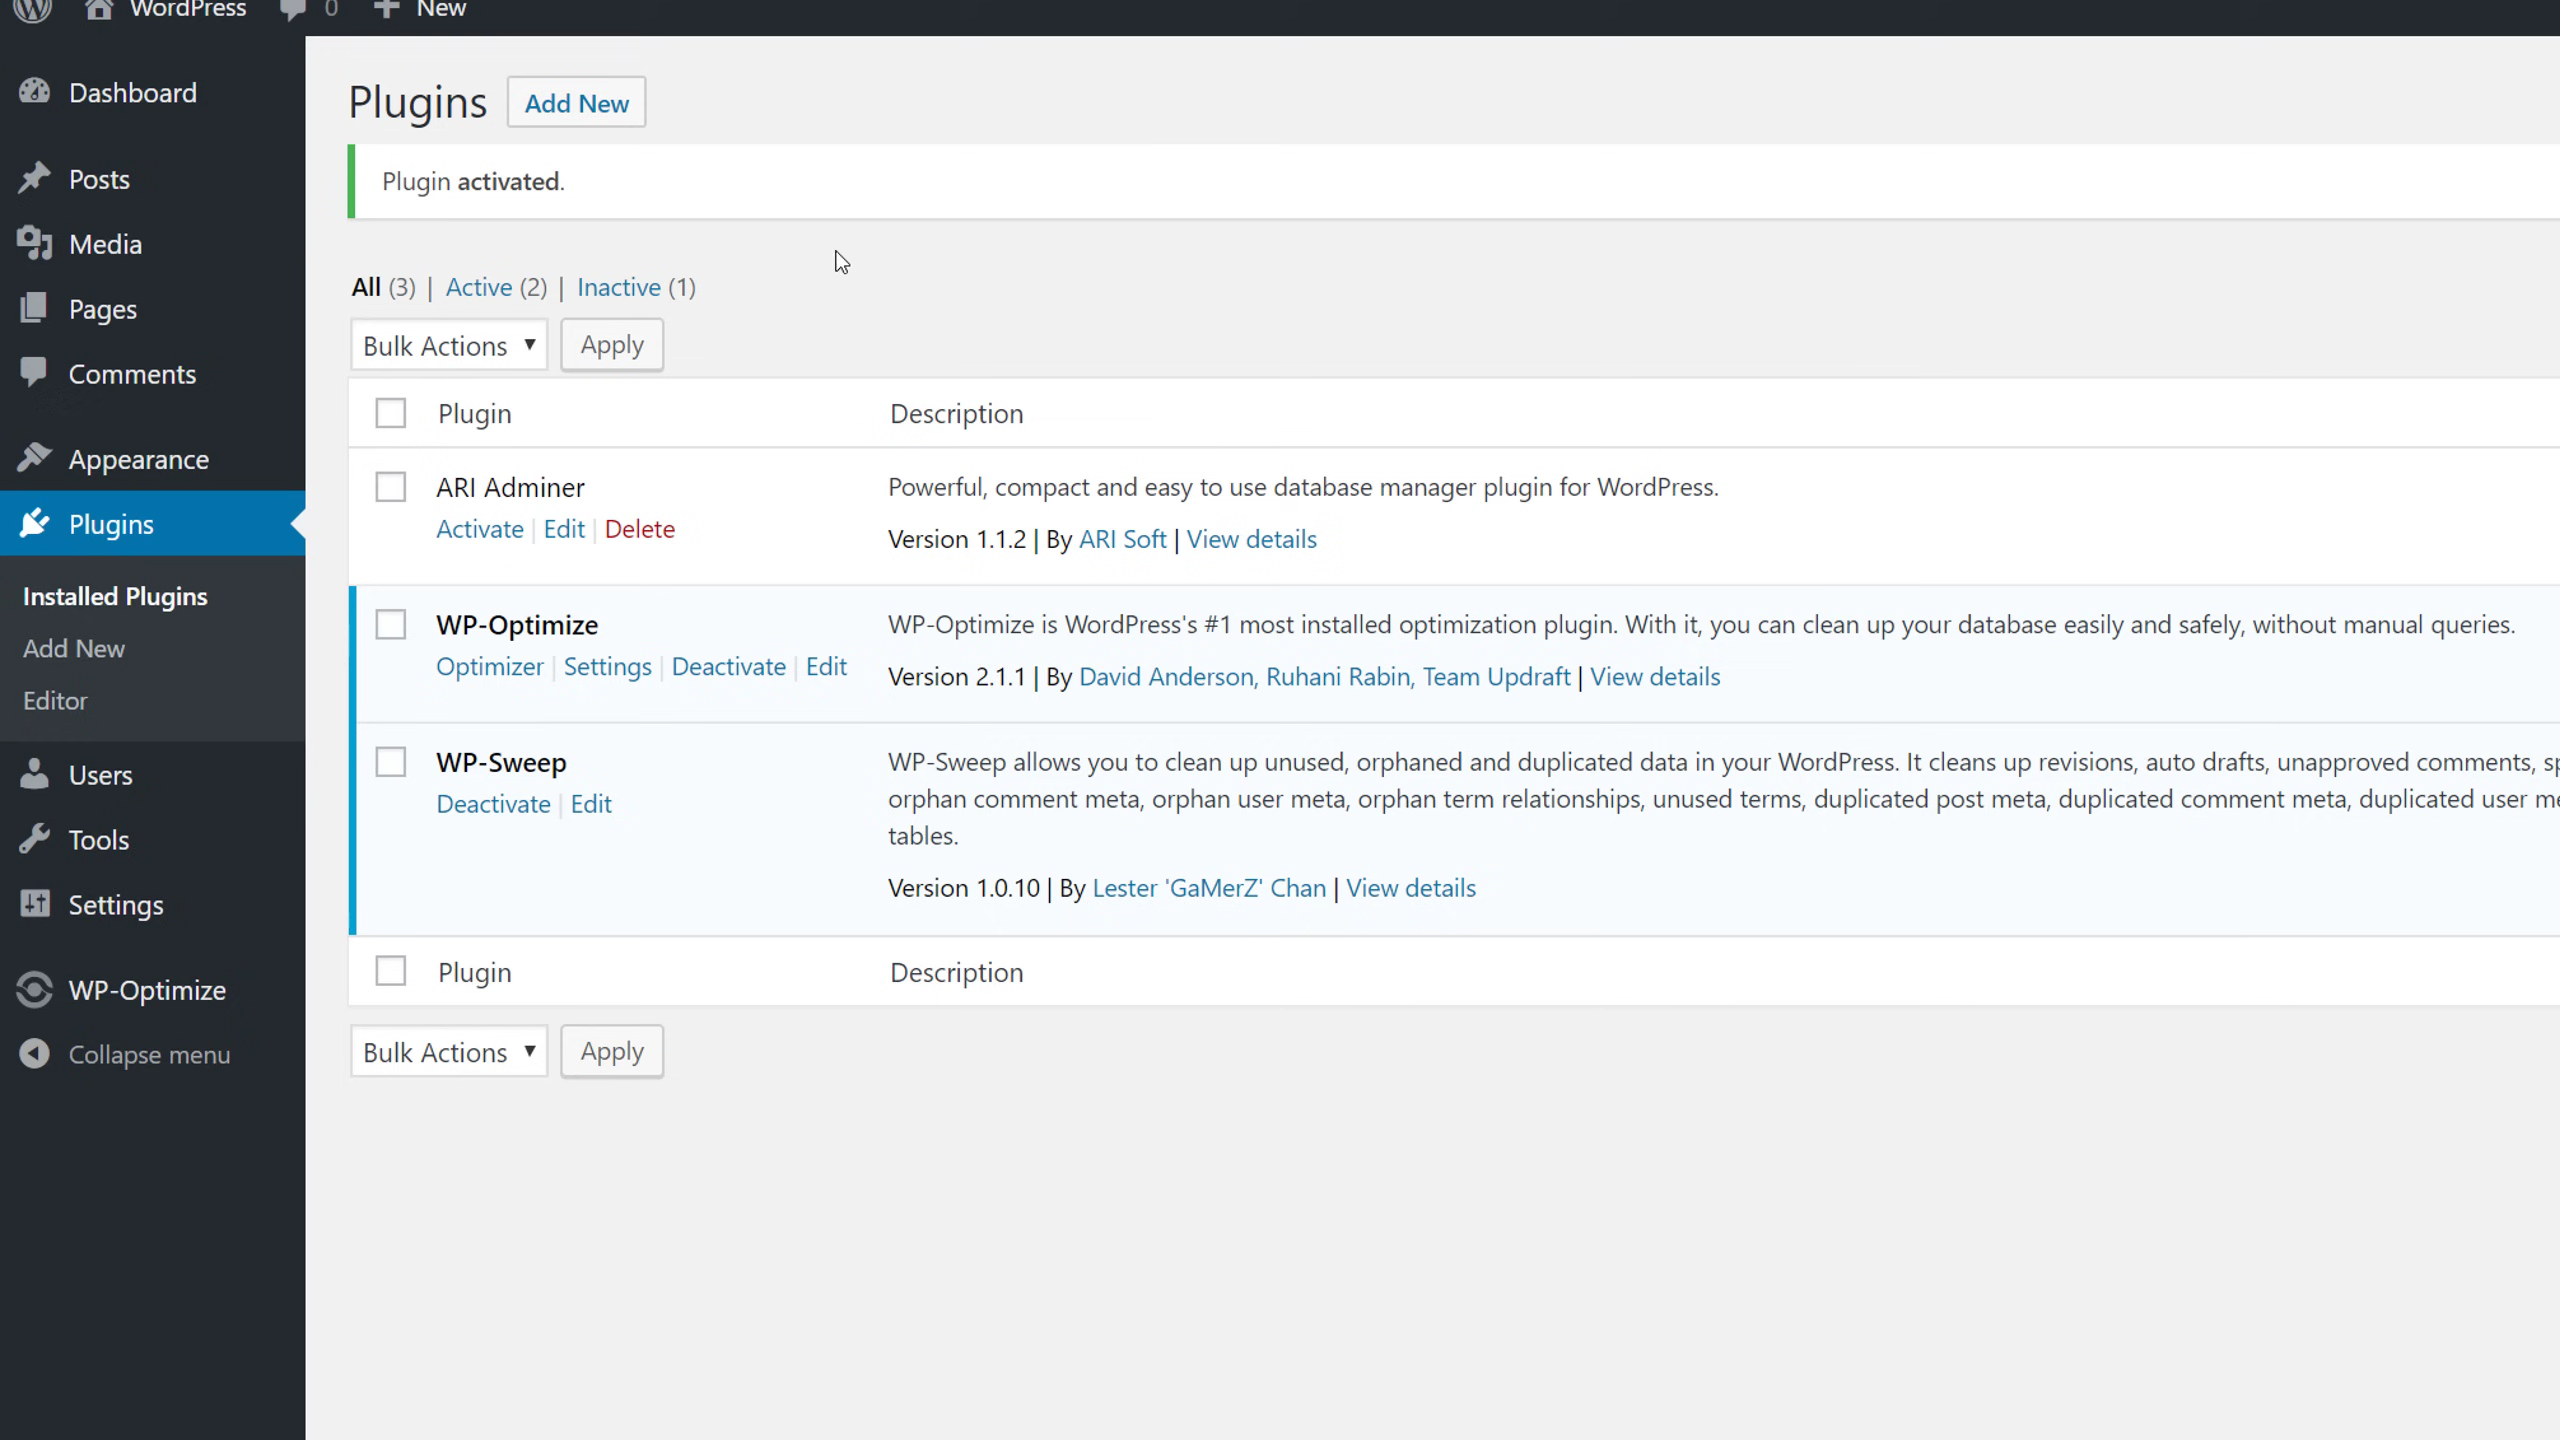 WordPress 0 New
Dashboard
Posts
Media
Pages
Comments
Appearance
Plugins
Installed Plugins
Add New
Editor
Users
Tools
Settings
WP-Optimize
Collapse menu
Plugins Add New
Plugin activated.
All (3) | Active (2) | Inactive (1)
Bulk Actions Apply
Plugin Description
ARI Adminer
Activate | Edit | Delete
Powerful, compact and easy to use database manager plugin for WordPress.
Version 1.1.2 | By ARI Soft | View details
WP-Optimize
Optimizer | Settings | Deactivate | Edit
WP-Optimize is WordPress's #1 most installed optimization plugin. With it, you can clean up your database easily and safely, without manual queries.
Version 2.1.1 | By David Anderson, Ruhani Rabin, Team Updraft | View details
WP-Sweep
Deactivate | Edit
WP-Sweep allows you to clean up unused, orphaned and duplicated data in your WordPress. It cleans up revisions, auto drafts, unapproved comments,
orphan comment meta, orphan user meta, orphan term relationships, unused terms, duplicated post meta, duplicated comment meta, duplicated user
tables.
Version 1.0.10 | By Lester 'GaMerZ' Chan | View details
Plugin Description
Bulk Actions Apply